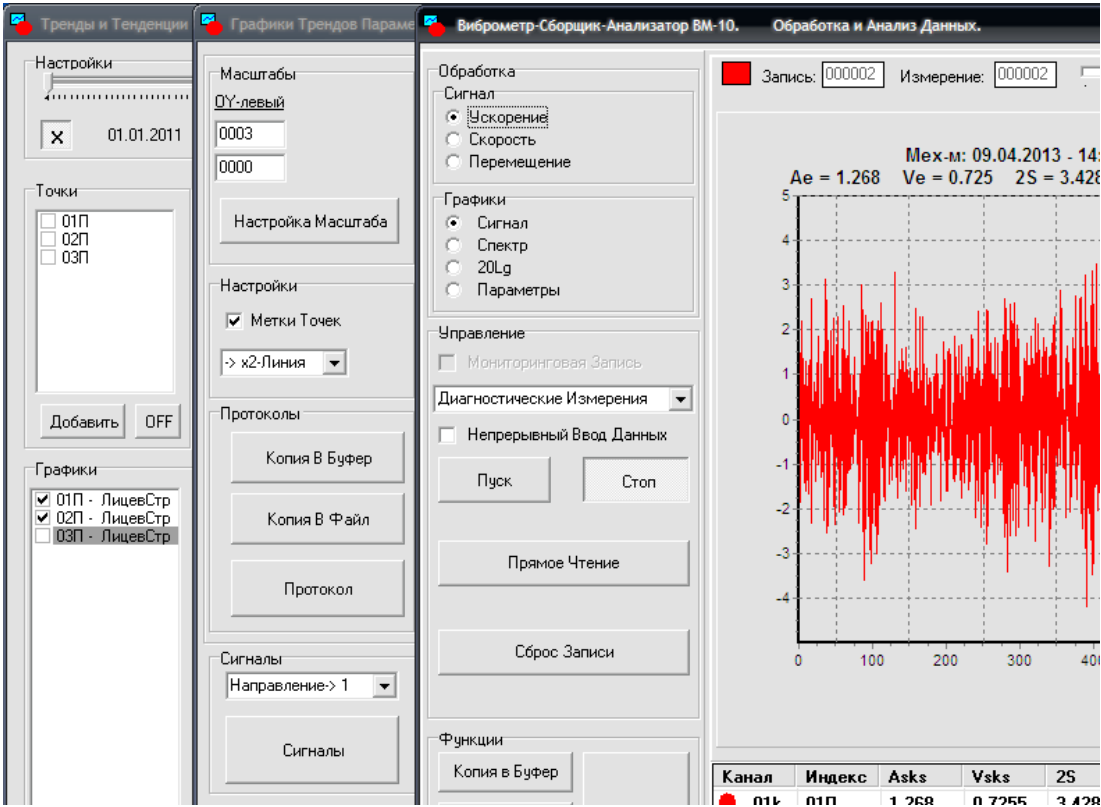 Тренды и Тенденции
Настройки
X
01.01.2011
Точки
01П
02П
03П
Добавить
OFF
Графики
01П - ЛицевСтр
02П - ЛицевСтр
03П - ЛицевСтр
Графики Трендов Параме
Масштабы
0Y-левый
0003
0000
Настройка Масштаба
Настройки
Метки Точек
-> x2-Линия
Протоколы
Копия В Буфер
Копия В Файл
Протокол
Сигналы
Направление-> 1
Сигналы
Виброметр-Сборщик-Анализатор ВМ-10. Обработка и Анализ Данных.
Обработка
Сигнал
Ускорение
Скорость
Перемещение
Графики
Сигнал
Спектр
20Lg
Параметры
Управление
Мониторинговая Запись
Диагностические Измерения
Непрерывный Ввод Данных
Пуск
Стоп
Прямое Чтение
Сброс Записи
Функции
Копия в Буфер
Запись: 000002 Измерение: 000002
Мех-м: 09.04.2013 - 14:
Ae = 1.268 Ve = 0.725 2S = 3.428
5
4
3
2
1
0
-1
-2
-3
-4
0 100 200 300 400
Канал Индекс Asks Vsks 2S
01k 01П 1.268 0.7255 3.428